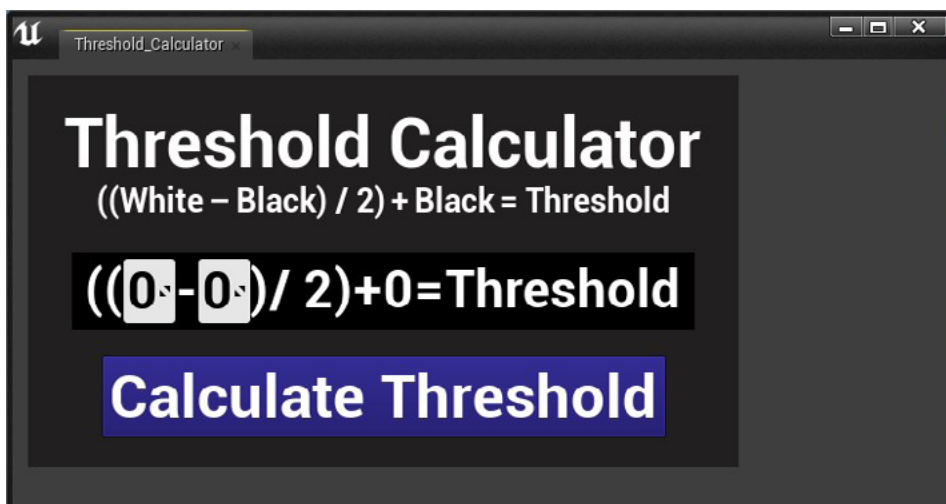 Threshold_Calculator
Threshold Calculator
((White – Black) / 2) + Black = Threshold
((0-0)/ 2)+0=Threshold
Calculate Threshold